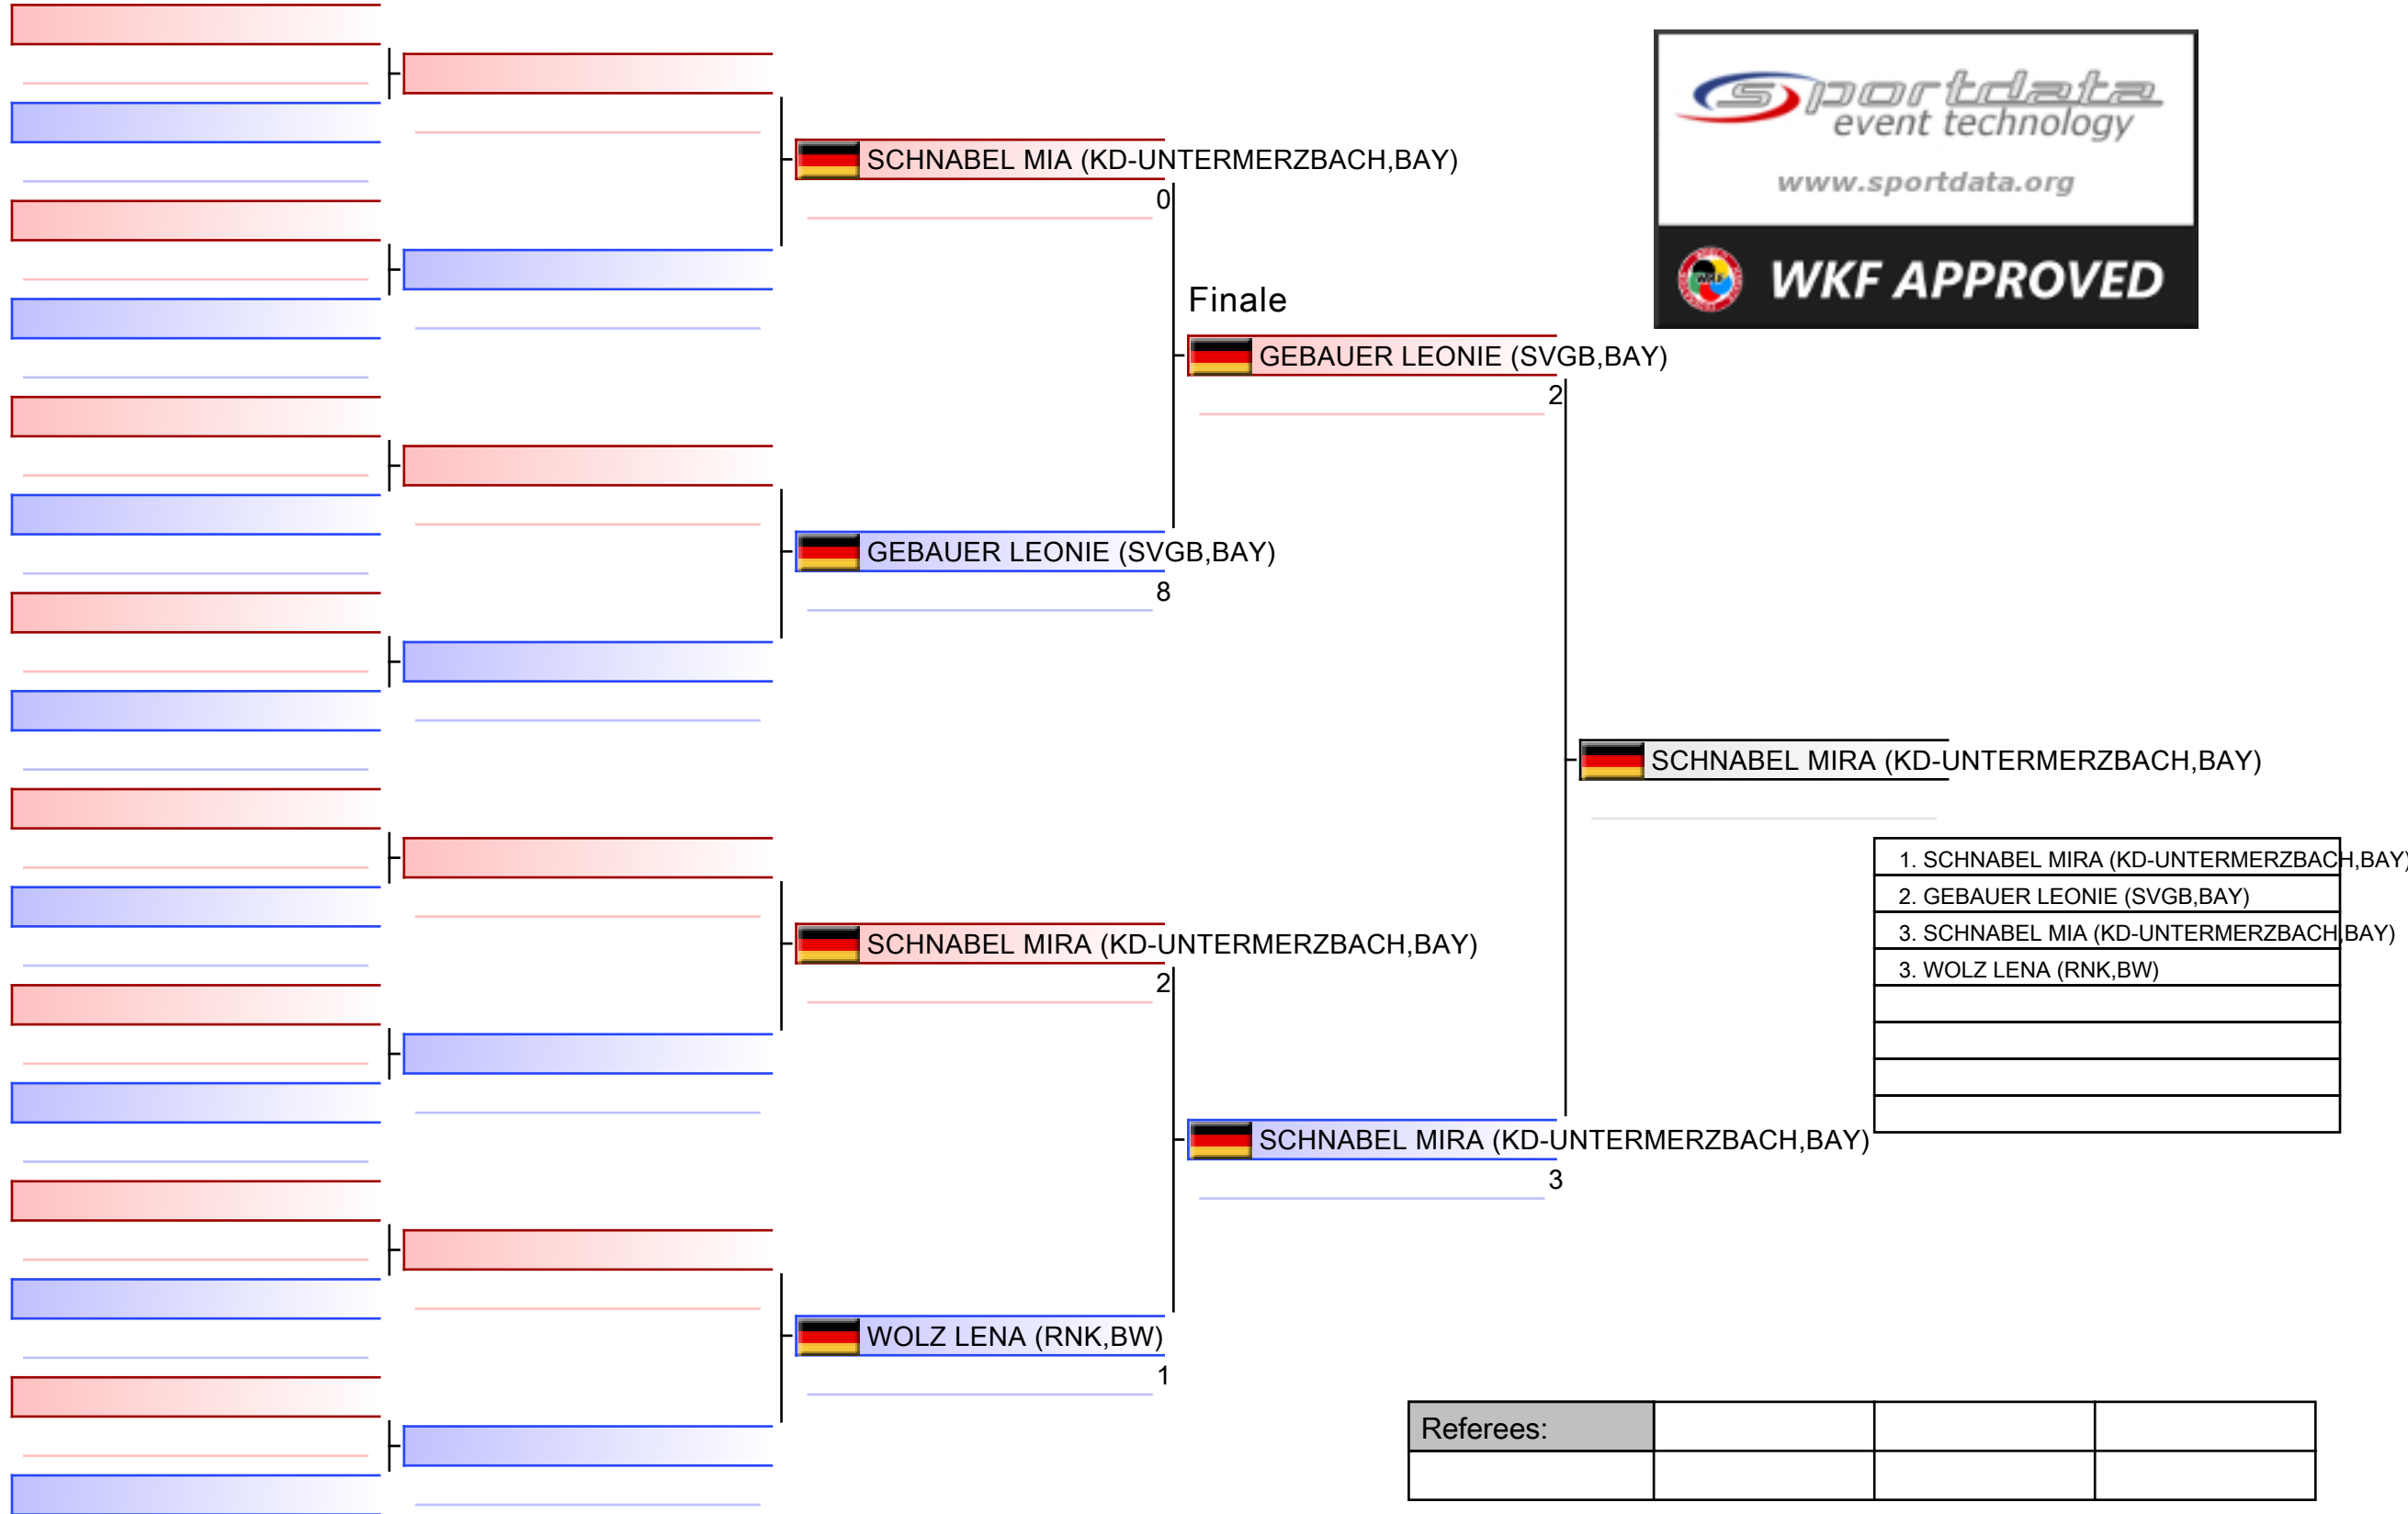 sportdata
event technology
www.sportdata.org
WKF
WKF APPROVED
SCHNABEL MIA (KD-UNTERMERZBACH,BAY)
0
Finale
GEBAUER LEONIE (SVGB,BAY)
2
GEBAUER LEONIE (SVGB,BAY)
8
SCHNABEL MIRA (KD-UNTERMERZBACH,BAY)
1. SCHNABEL MIRA (KD-UNTERMERZBACH,BAY)
2. GEBAUER LEONIE (SVGB,BAY)
3. SCHNABEL MIA (KD-UNTERMERZBACH,BAY)
3. WOLZ LENA (RNK,BW)
SCHNABEL MIRA (KD-UNTERMERZBACH,BAY)
2
SCHNABEL MIRA (KD-UNTERMERZBACH,BAY)
3
WOLZ LENA (RNK,BW)
1
Referees: